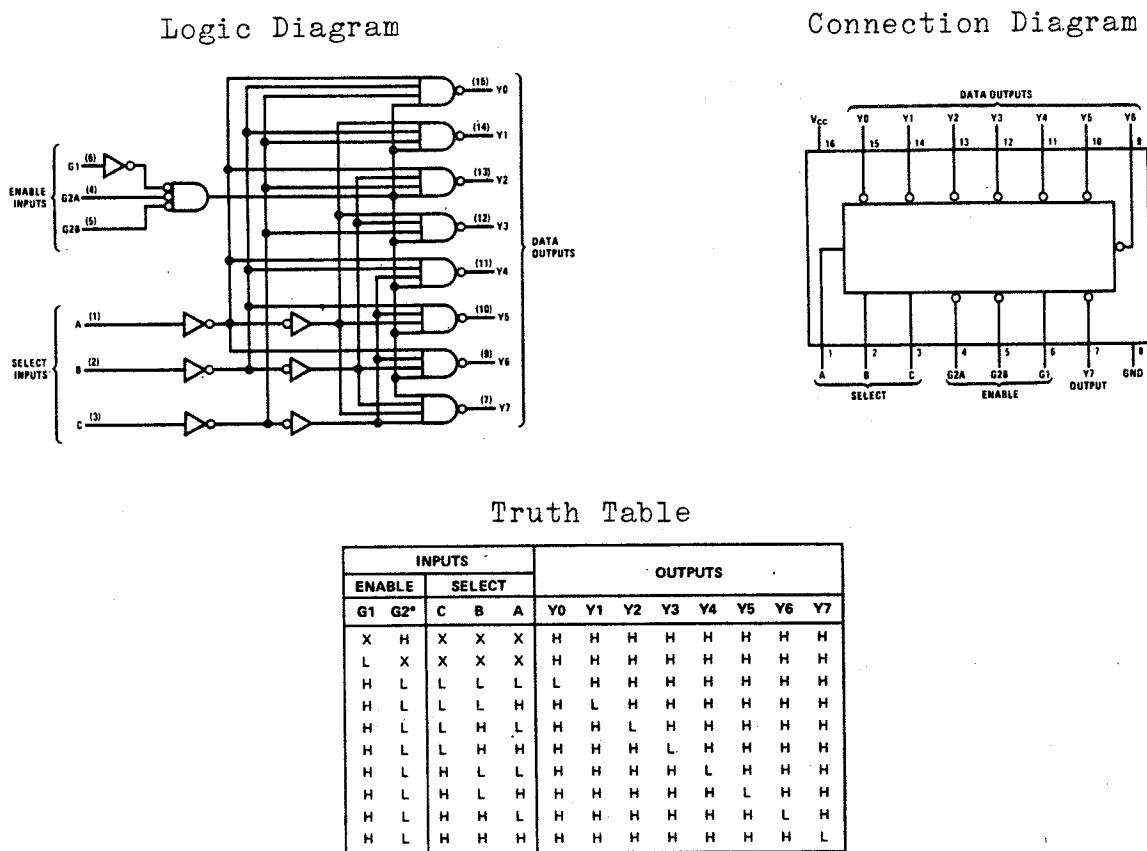 Logic Diagram
Connection Diagram
(15) Y0
(14) Y1
G1 (6)
(13) Y2
ENABLE
INPUTS
G2A (4)
(12) Y3
G2B (5)
DATA
OUTPUTS
(11) Y4
A (1)
(10) Y5
SELECT
INPUTS
B (2)
(9) Y6
C (3)
(7) Y7
DATA OUTPUTS
VCC Y0 Y1 Y2 Y3 Y4 Y5 Y6
16 15 14 13 12 11 10 9
1 2 3 4 5 6 7 8
A B C G2A G2B G1 Y7 GND
OUTPUT
SELECT ENABLE
Truth Table
INPUTS OUTPUTS
ENABLE SELECT
G1 G2* C B A Y0 Y1 Y2 Y3 Y4 Y5 Y6 Y7
X H X X X H H H H H H H H
L X X X X H H H H H H H H
H L L L L L H H H H H H H
H L L L H H L H H H H H H
H L L H L H H L H H H H H
H L L H H H H H L H H H H
H L H L L H H H H L H H H
H L H L H H H H H H L H H
H L H H L H H H H H H L H
H L H H H H H H H H H H L